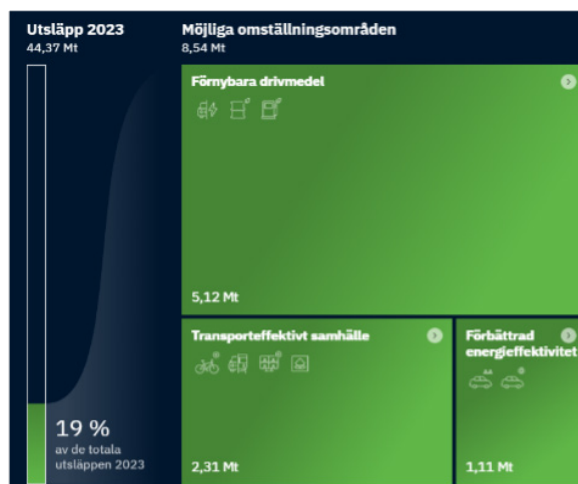 Utsläpp 2023
44,37 Mt
Möjliga omställningsområden
8,54 Mt
Förnybara drivmedel
5,12 Mt
19 %
av de totala
utsläppen 2023
Transporteffektivt samhälle
2,31 Mt
Förbättrad
energieffektivitet
1,11 Mt